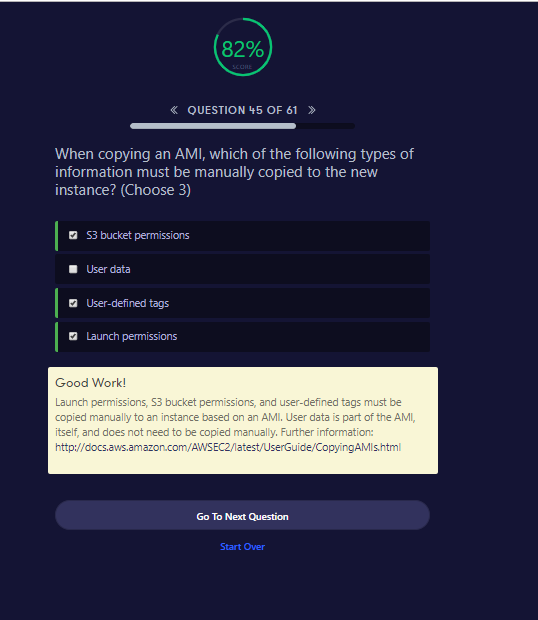 82%
SCORE
« QUESTION 45 OF 61 »
When copying an AMI, which of the following types of
information must be manually copied to the new
instance? (Choose 3)
S3 bucket permissions
User data
User-defined tags
Launch permissions
Good Work!
Launch permissions, S3 bucket permissions, and user-defined tags must be
copied manually to an instance based on an AMI. User data is part of the AMI,
itself, and does not need to be copied manually. Further information:
http://docs.aws.amazon.com/AWSEC2/latest/UserGuide/CopyingAMIs.html
Go To Next Question
Start Over